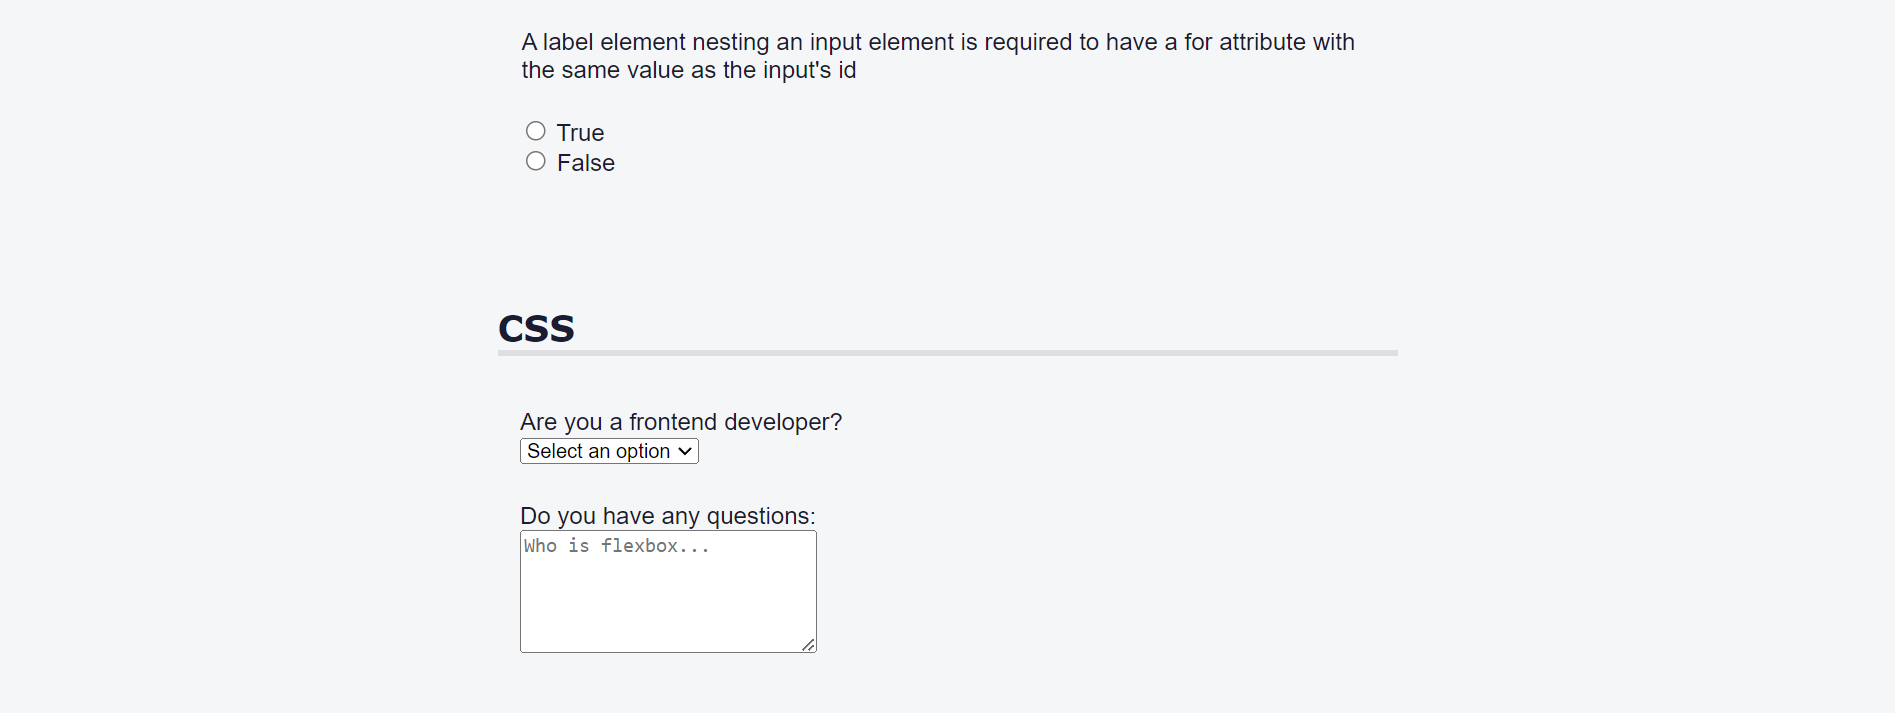 A label element nesting an input element is required to have a for attribute with
the same value as the input's id
True
False
CSS
Are you a frontend developer?
Select an option
Do you have any questions:
Who is flexbox...